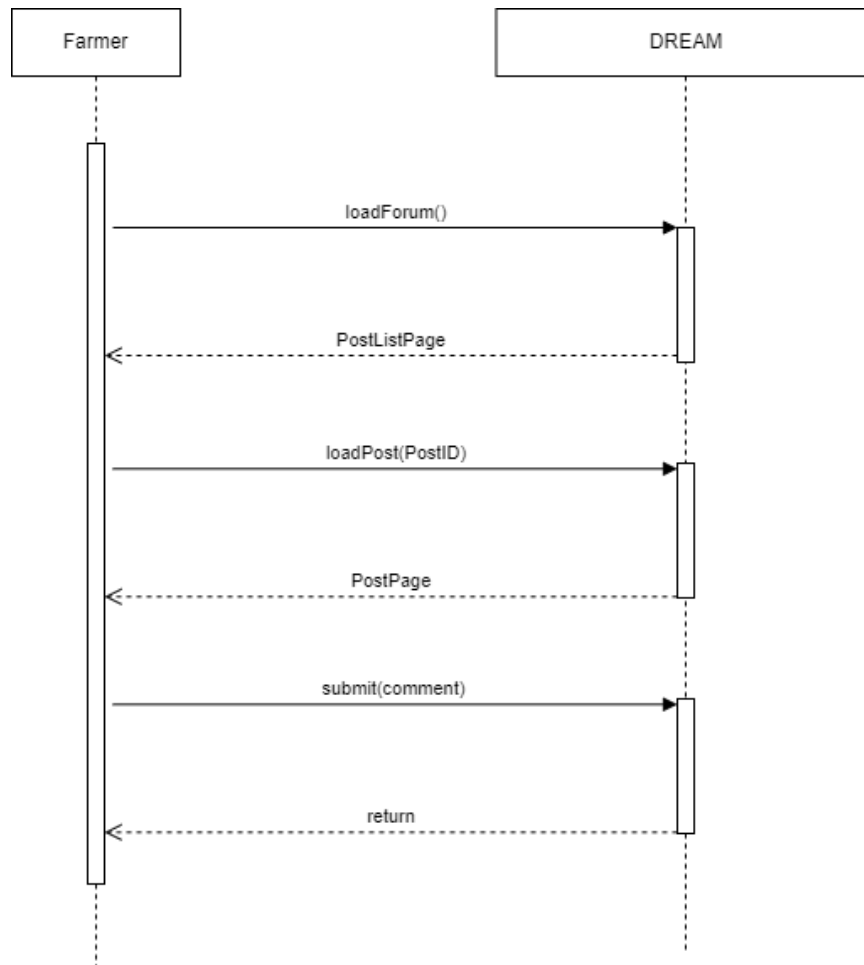 Farmer
DREAM
loadForum()
PostListPage
loadPost(PostID)
PostPage
submit(comment)
return